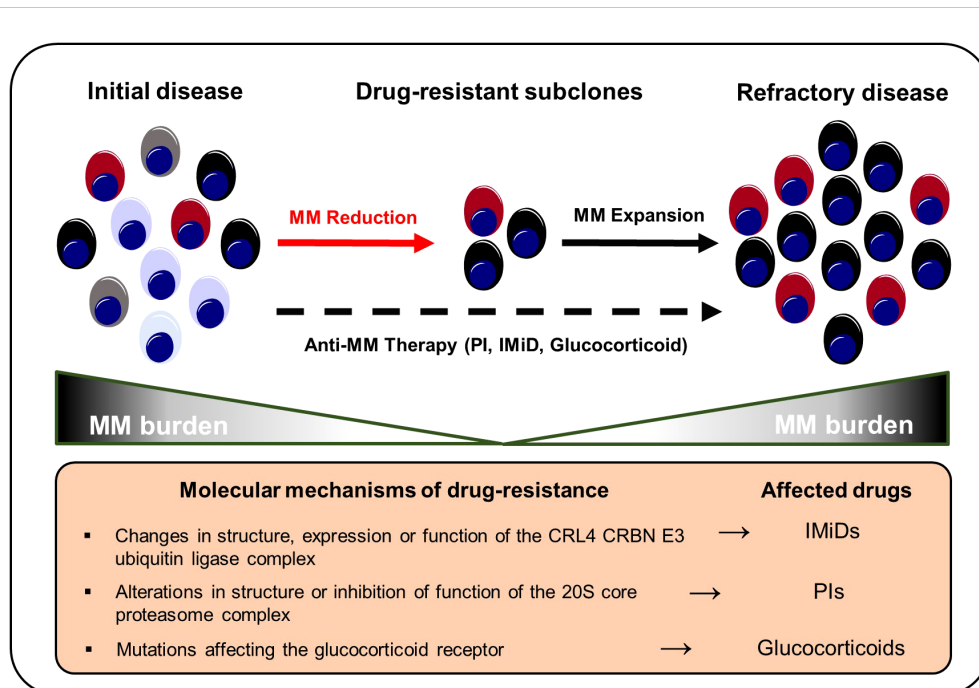 Initial disease
Drug-resistant subclones
Refractory disease
MM Reduction
MM Expansion
Anti-MM Therapy (PI, IMiD, Glucocorticoid)
MM burden
MM burden
Molecular mechanisms of drug-resistance
Affected drugs
▪ Changes in structure, expression or function of the CRL4 CRBN E3
ubiquitin ligase complex
→ IMiDs
▪ Alterations in structure or inhibition of function of the 20S core
proteasome complex
→ PIs
▪ Mutations affecting the glucocorticoid receptor
→ Glucocorticoids